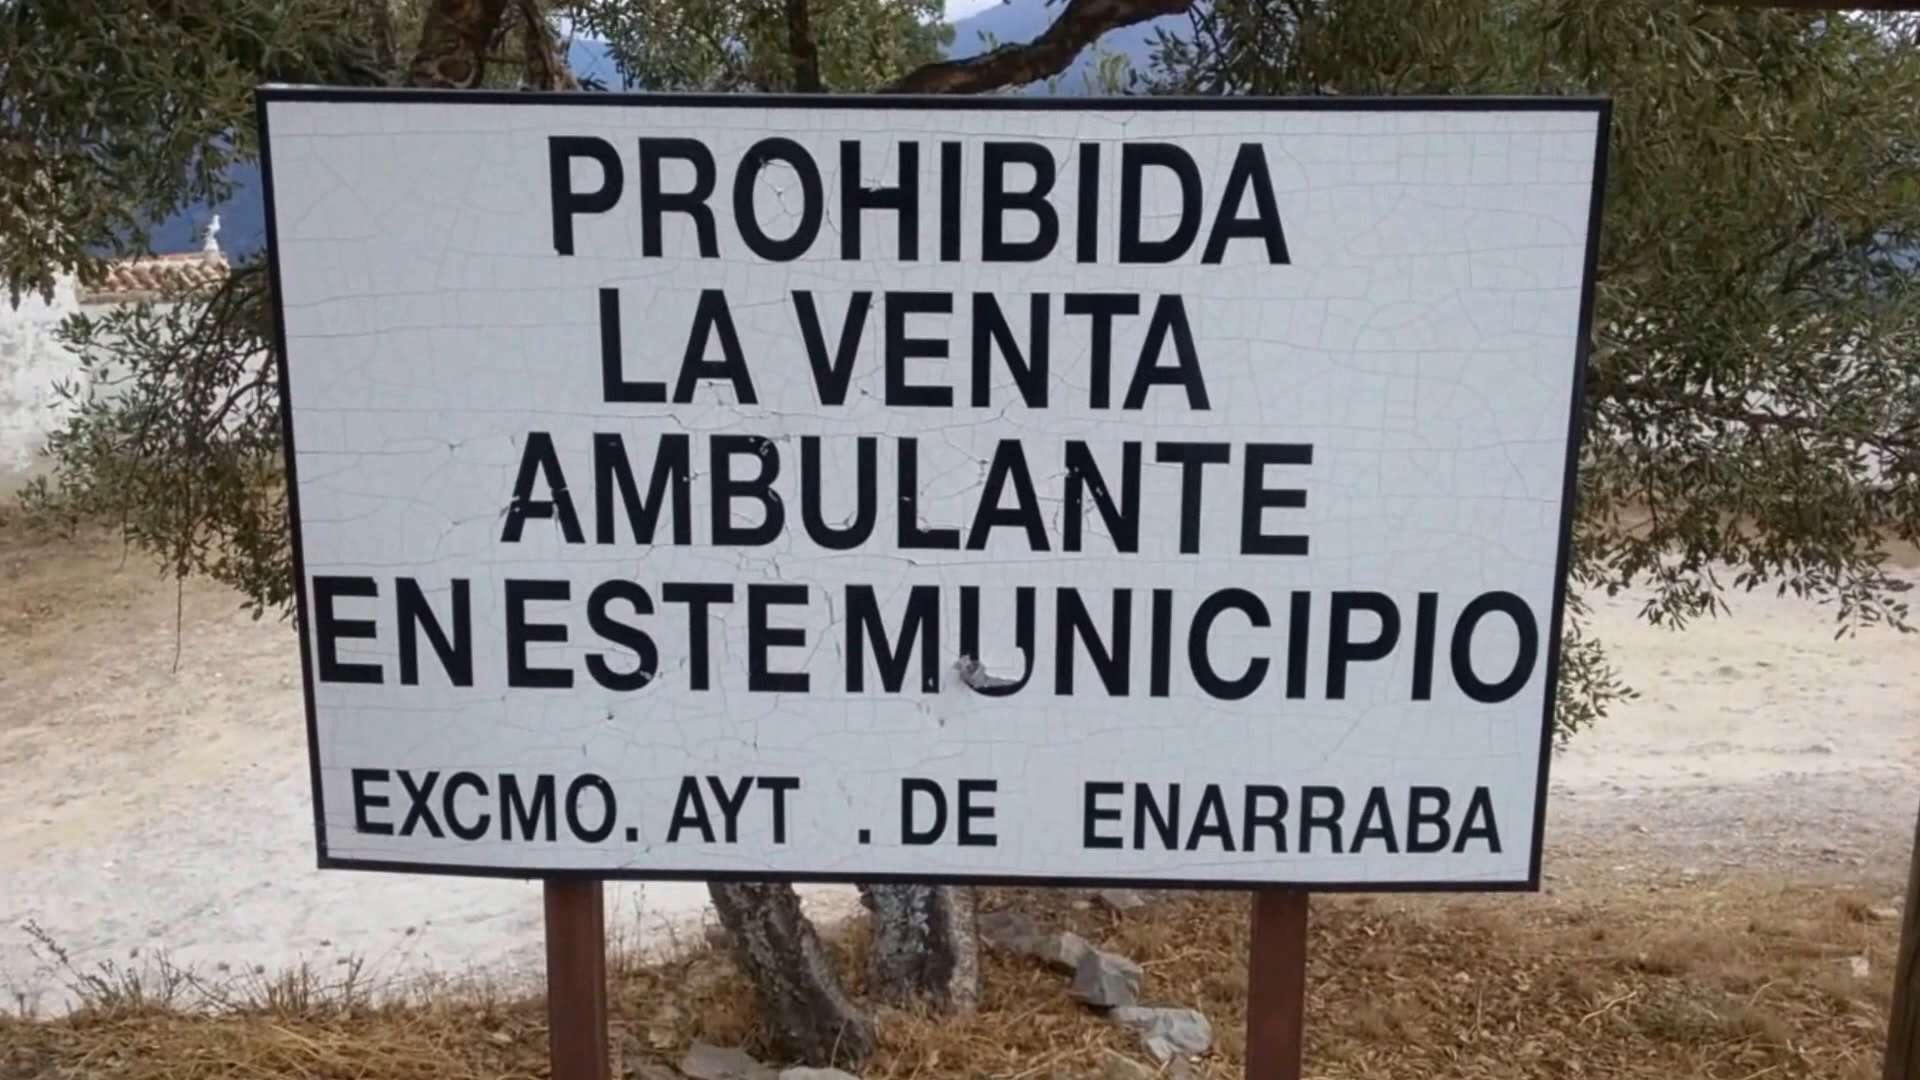 PROHIBIDA
LA VENTA
AMBULANTE
EN ESTE MUNICIPIO
EXCMO. AYT . DE ENARRABA